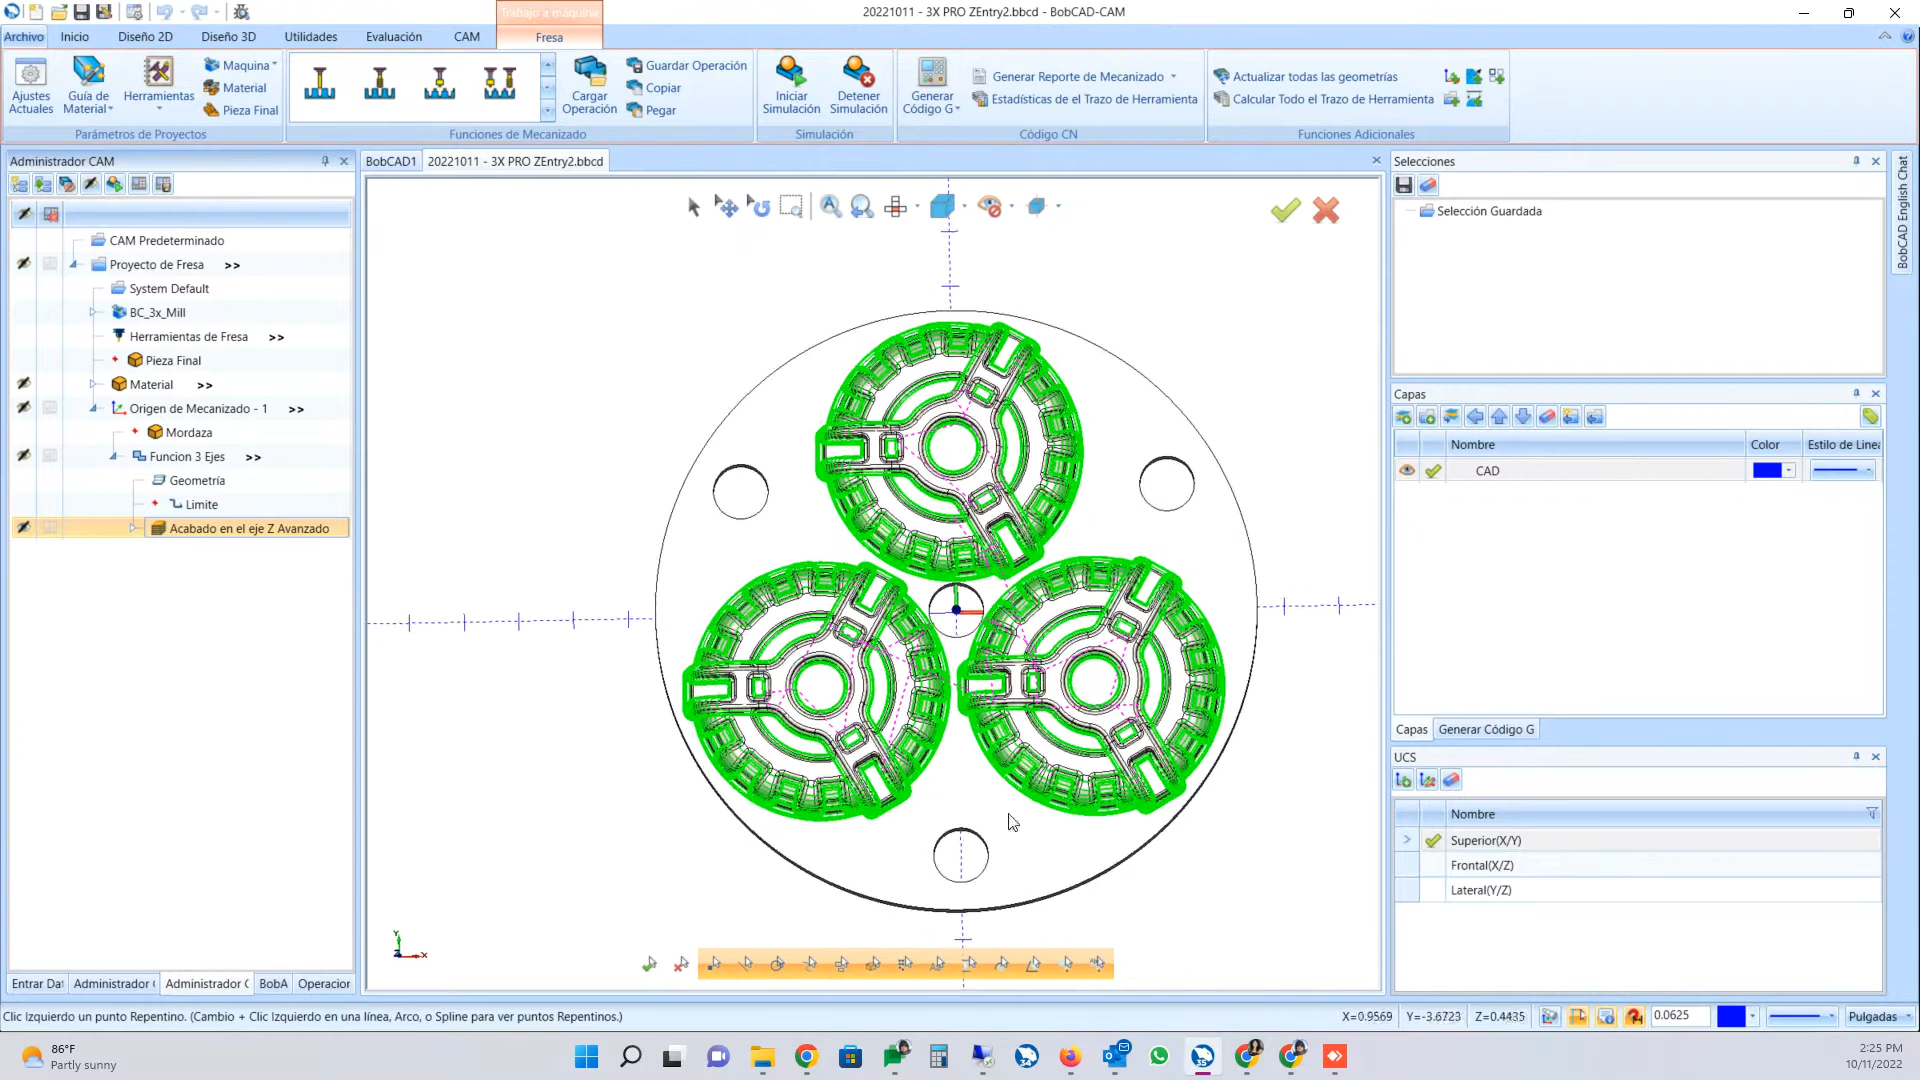 20221011 - 3X PRO ZEntry2.bbcd - BobCAD-CAM
Trabajo a máquina
Archivo
Inicio
Diseño 2D
Diseño 3D
Utilidades
Evaluación
CAM
Fresa
Ajustes Actuales
Guía de Material
Herramientas
Maquina
Material
Pieza Final
Parámetros de Proyectos
Cargar Operación
Guardar Operación
Copiar
Pegar
Funciones de Mecanizado
Iniciar Simulación
Detener Simulación
Simulación
Generar Código G
Generar Reporte de Mecanizado
Estadísticas de el Trazo de Herramienta
Código CN
Actualizar todas las geometrías
Calcular Todo el Trazo de Herramienta
Funciones Adicionales
Administrador CAM
BobCAD1
20221011 - 3X PRO ZEntry2.bbcd
CAM Predeterminado
Proyecto de Fresa >>
System Default
BC_3x_Mill
Herramientas de Fresa >>
Pieza Final
Material >>
Origen de Mecanizado - 1 >>
Mordaza
Funcion 3 Ejes >>
Geometría
Limite
Acabado en el eje Z Avanzado
Y
Z
X
Entrar Dat
Administrador (
Administrador C
BobA
Operacior
Selecciones
Selección Guardada
BobCAD English Chat
Capas
Nombre
Color
Estilo de Linea
CAD
Capas
Generar Código G
UCS
Nombre
Superior(X/Y)
Frontal(X/Z)
Lateral(Y/Z)
Clic Izquierdo un punto Repentino. (Cambio + Clic Izquierdo en una línea, Arco, o Spline para ver puntos Repentinos.)
X=0.9569
Y=-3.6723
Z=0.4435
0.0625
Pulgadas
86°F
Partly sunny
2:25 PM
10/11/2022